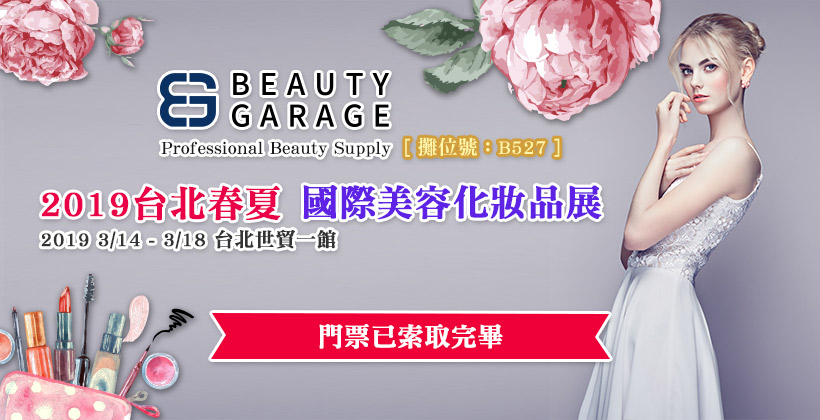 BEAUTY
GARAGE
Professional Beauty Supply [ 攤位號：B527 ]
2019台北春夏 國際美容化妝品展
2019 3/14 - 3/18 台北世貿一館
門票已索取完畢